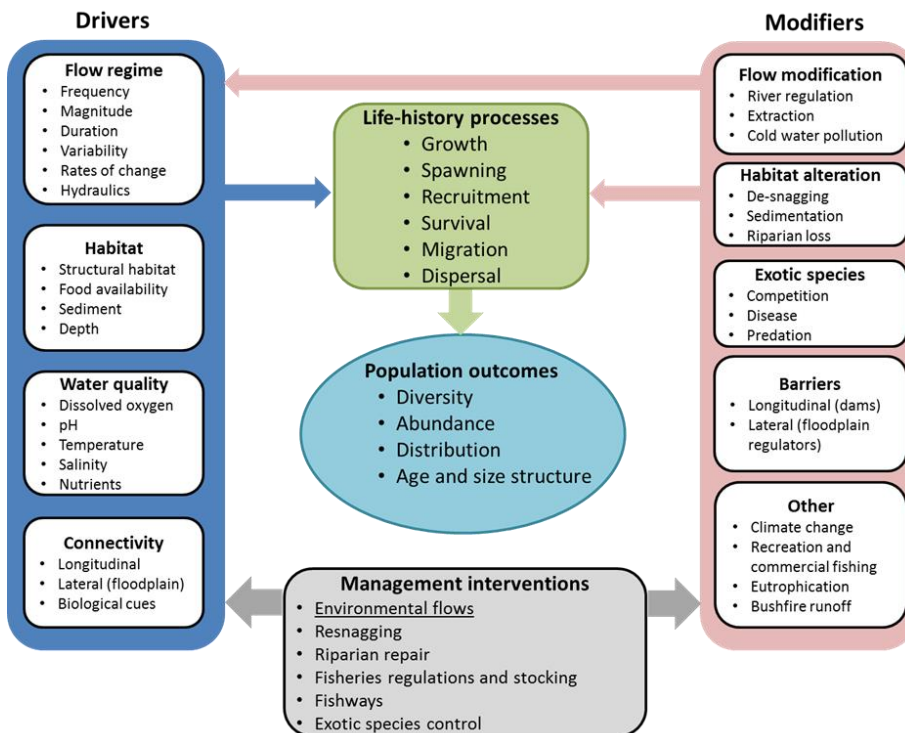 Drivers
Flow regime
• Frequency
• Magnitude
• Duration
• Variability
• Rates of change
• Hydraulics
Habitat
• Structural habitat
• Food availability
• Sediment
• Depth
Water quality
• Dissolved oxygen
• pH
• Temperature
• Salinity
• Nutrients
Connectivity
• Longitudinal
• Lateral (floodplain)
• Biological cues
Life-history processes
• Growth
• Spawning
• Recruitment
• Survival
• Migration
• Dispersal
Population outcomes
• Diversity
• Abundance
• Distribution
• Age and size structure
Management interventions
• Environmental flows
• Resnagging
• Riparian repair
• Fisheries regulations and stocking
• Fishways
• Exotic species control
Modifiers
Flow modification
• River regulation
• Extraction
• Cold water pollution
Habitat alteration
• De-snagging
• Sedimentation
• Riparian loss
Exotic species
• Competition
• Disease
• Predation
Barriers
• Longitudinal (dams)
• Lateral (floodplain
regulators)
Other
• Climate change
• Recreation and
commercial fishing
• Eutrophication
• Bushfire runoff